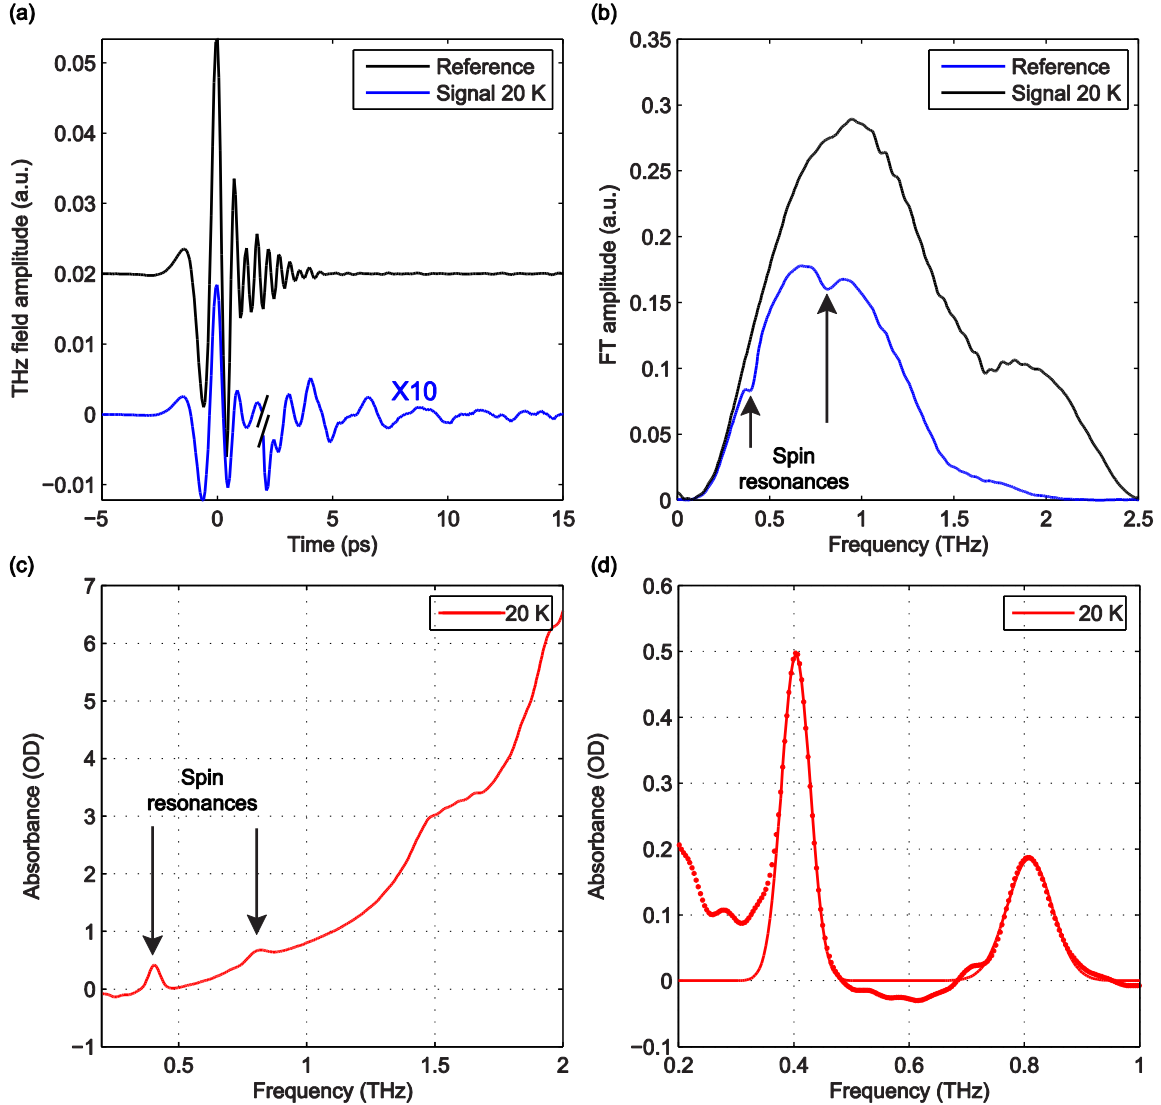 (a)
0.05
0.04
0.03
0.02
0.01
0
−0.01
THz field amplitude (a.u.)
Reference
Signal 20 K
X10
−5
0
5
10
15
Time (ps)
(b)
0.35
0.3
0.25
0.2
0.15
0.1
0.05
0
FT amplitude (a.u.)
Reference
Signal 20 K
Spin
resonances
0
0.5
1
1.5
2
2.5
Frequency (THz)
(c)
7
6
5
4
3
2
1
0
−1
Absorbance (OD)
20 K
Spin
resonances
0.5
1
1.5
2
Frequency (THz)
(d)
0.6
0.5
0.4
0.3
0.2
0.1
0
−0.1
Absorbance (OD)
20 K
0.2
0.4
0.6
0.8
1
Frequency (THz)